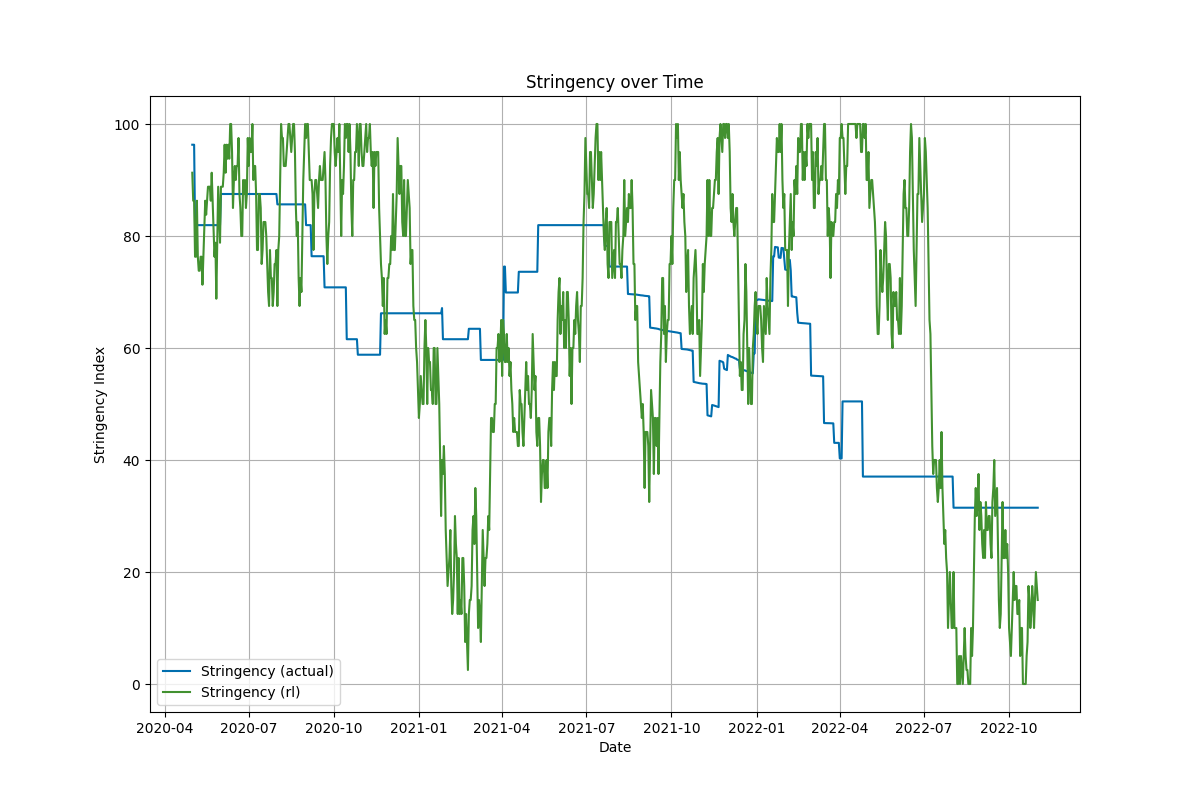 Stringency over Time
Stringency Index
100
80
60
40
20
0
Stringency (actual)
Stringency (rl)
2020-04 2020-07 2020-10 2021-01 2021-04 2021-07 2021-10 2022-01 2022-04 2022-07 2022-10
Date